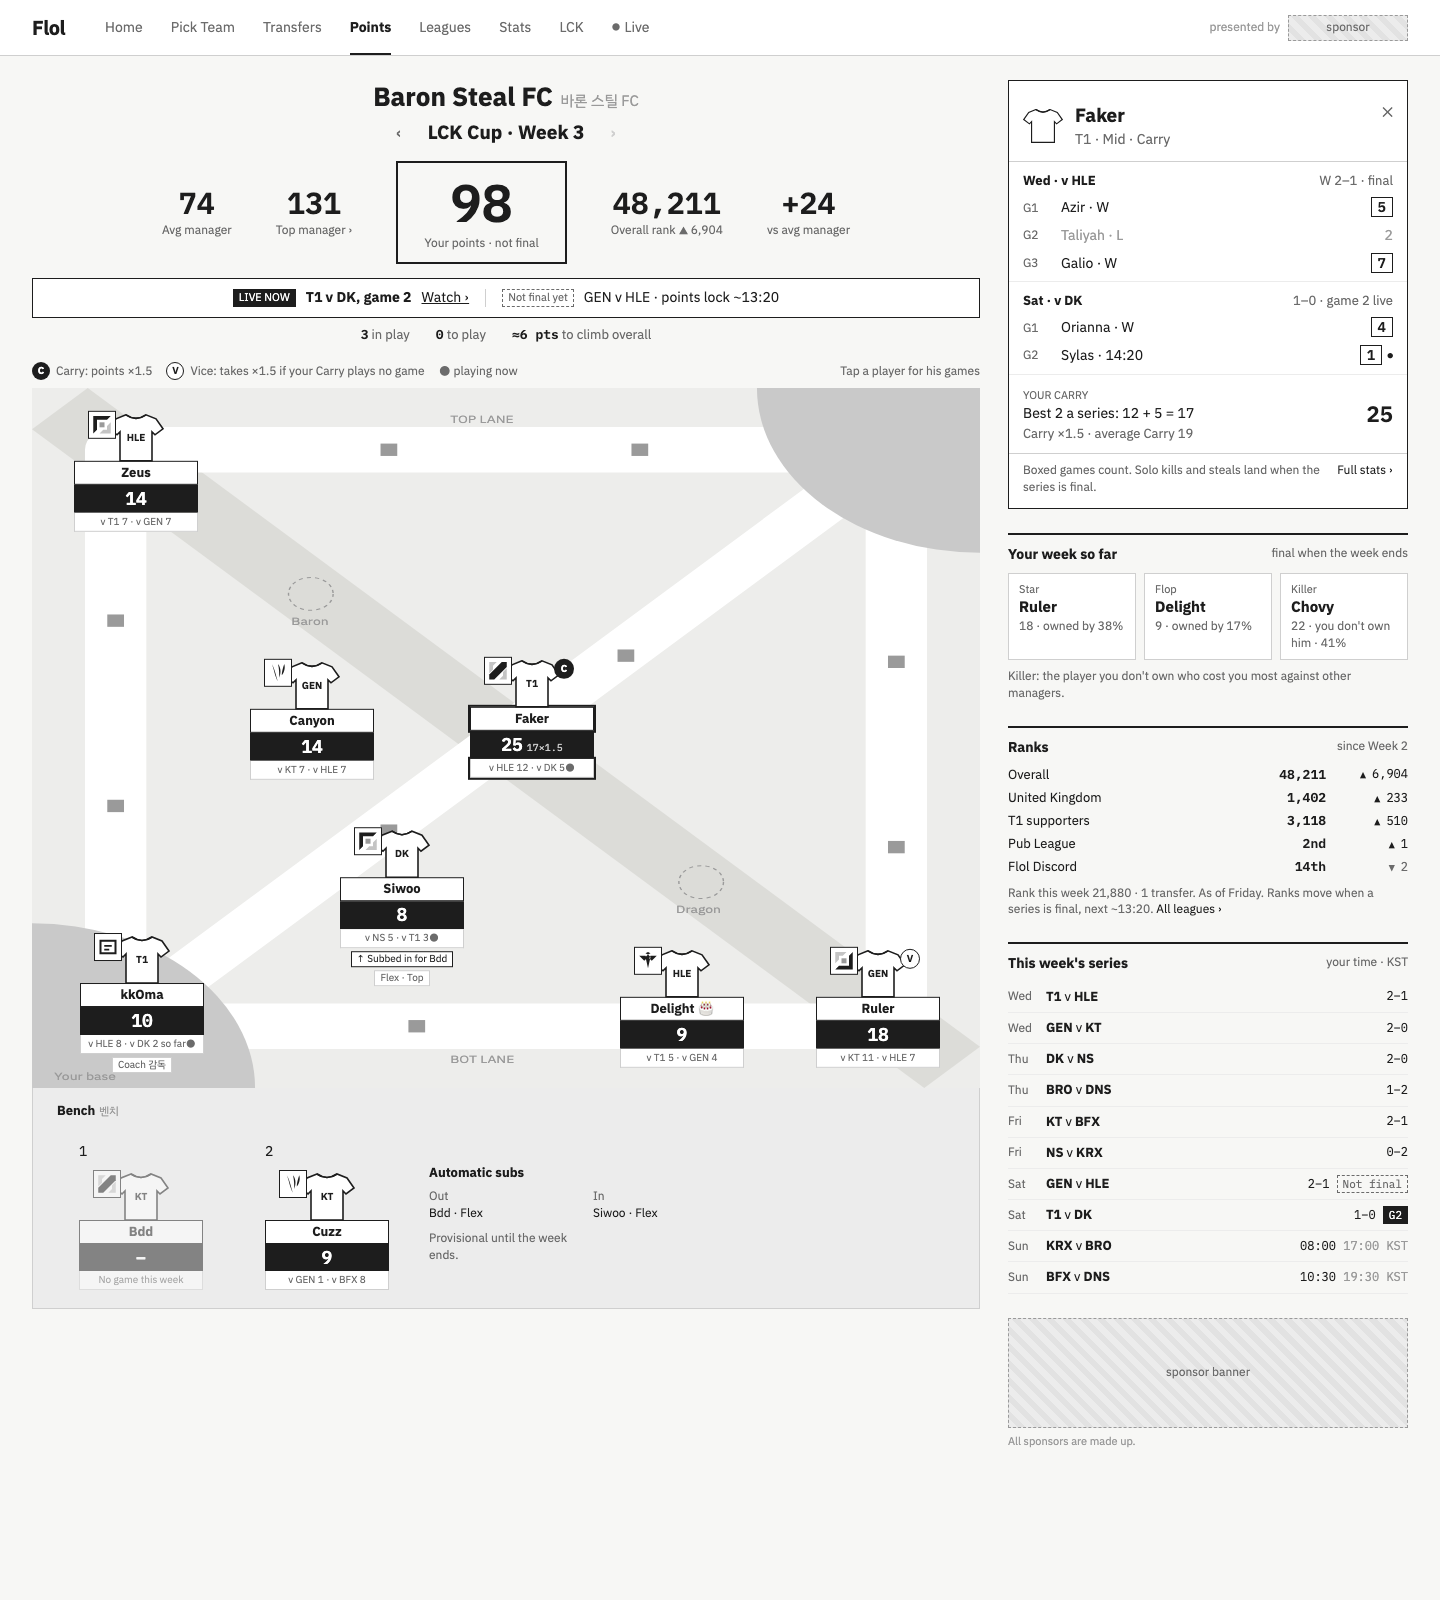 Flol Home Pick Team Transfers Points Leagues Stats LCK Live presented by sponsor
Baron Steal FC 바론 스틸 FC
‹ LCK Cup · Week 3 ›
74 131 98 48,211 +24
Avg manager Top manager › Your points · not final Overall rank ▲ 6,904 vs avg manager
LIVE NOW T1 v DK, game 2 Watch › Not final yet GEN v HLE · points lock ~13:20
3 in play 0 to play ≈6 pts to climb overall
C Carry: points ×1.5 V Vice: takes ×1.5 if your Carry plays no game playing now Tap a player for his games
TOP LANE
HLE
Zeus
14
v T1 7 · v GEN 7
Baron
GEN
Canyon
14
v KT 7 · v HLE 7
T1 C
Faker
25 17×1.5
v HLE 12 · v DK 5
DK
Siwoo
8
v NS 5 · v T1 3
↑ Subbed in for Bdd
Flex · Top
Dragon
T1
kkOma
10
v HLE 8 · v DK 2 so far
Coach 감독
Your base
HLE
Delight 🎂
9
v T1 5 · v GEN 4
GEN V
Ruler
18
v KT 11 · v HLE 7
BOT LANE
Bench 벤치
1
KT
Bdd
–
No game this week
2
KT
Cuzz
9
v GEN 1 · v BFX 8
Automatic subs
Out In
Bdd · Flex Siwoo · Flex
Provisional until the week
ends.
Faker ×
T1 · Mid · Carry
Wed · v HLE W 2–1 · final
G1 Azir · W 5
G2 Taliyah · L 2
G3 Galio · W 7
Sat · v DK 1–0 · game 2 live
G1 Orianna · W 4
G2 Sylas · 14:20 1
YOUR CARRY
Best 2 a series: 12 + 5 = 17 25
Carry ×1.5 · average Carry 19
Boxed games count. Solo kills and steals land when the Full stats ›
series is final.
Your week so far final when the week ends
Star Flop Killer
Ruler Delight Chovy
18 · owned by 38% 9 · owned by 17% 22 · you don't own
him · 41%
Killer: the player you don't own who cost you most against other
managers.
Ranks since Week 2
Overall 48,211 ▲ 6,904
United Kingdom 1,402 ▲ 233
T1 supporters 3,118 ▲ 510
Pub League 2nd ▲ 1
Flol Discord 14th ▼ 2
Rank this week 21,880 · 1 transfer. As of Friday. Ranks move when a
series is final, next ~13:20. All leagues ›
This week's series your time · KST
Wed T1 v HLE 2–1
Wed GEN v KT 2–0
Thu DK v NS 2–0
Thu BRO v DNS 1–2
Fri KT v BFX 2–1
Fri NS v KRX 0–2
Sat GEN v HLE 2–1 Not final
Sat T1 v DK 1–0 G2
Sun KRX v BRO 08:00 17:00 KST
Sun BFX v DNS 10:30 19:30 KST
sponsor banner
All sponsors are made up.